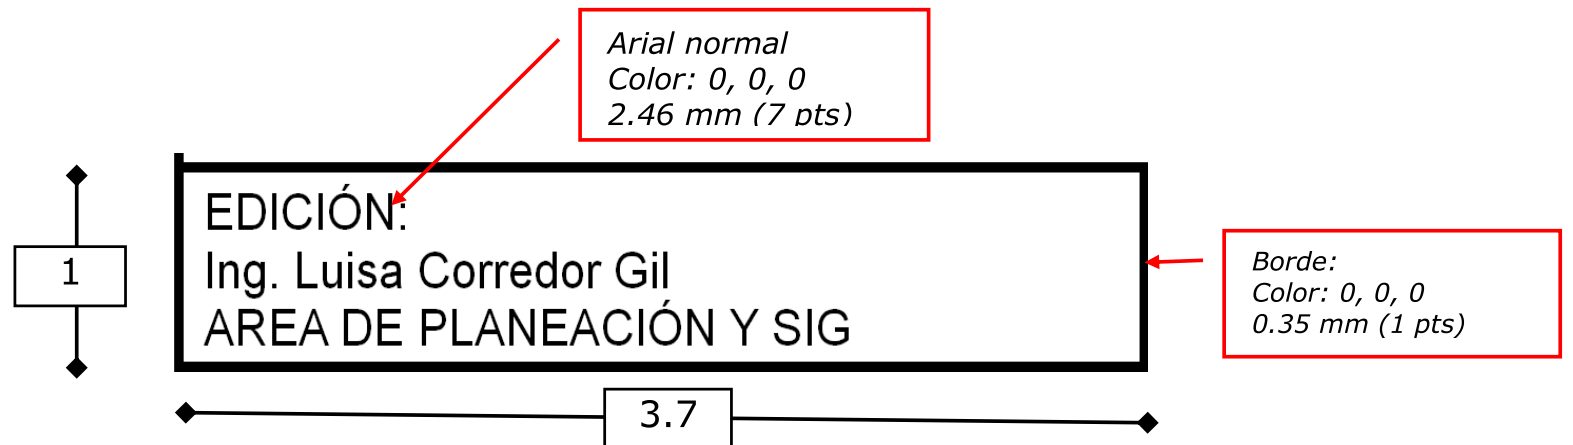 Arial normal
Color: 0, 0, 0
2.46 mm (7 pts)
EDICIÓN:
Ing. Luisa Corredor Gil
AREA DE PLANEACIÓN Y SIG
1
Borde:
Color: 0, 0, 0
0.35 mm (1 pts)
3.7